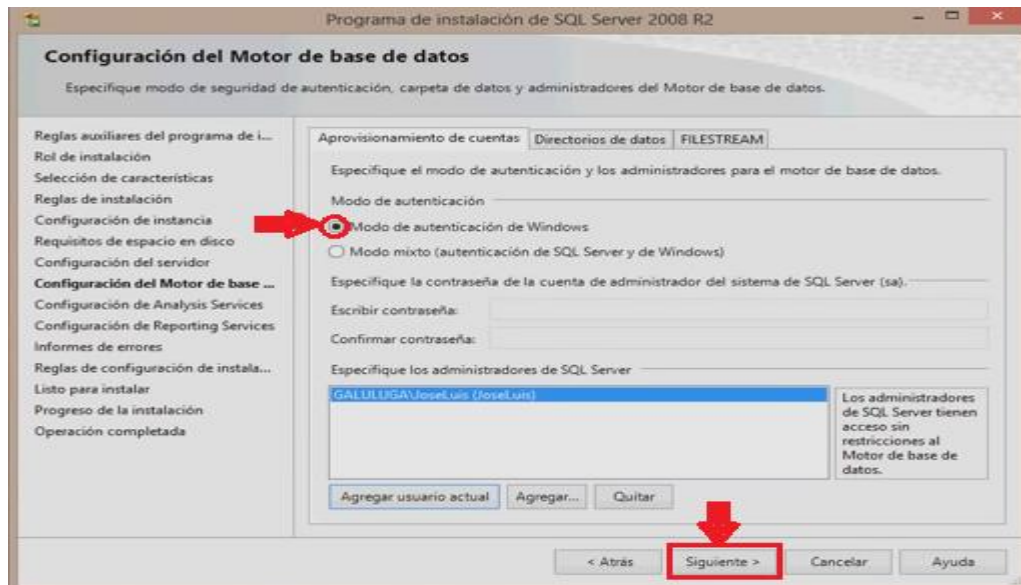 Programa de instalación de SQL Server 2008 R2
Configuración del Motor de base de datos
Especifique modo de seguridad de autenticación, carpeta de datos y administradores del Motor de base de datos.
Reglas auxiliares del programa de i...
Rol de instalación
Selección de características
Reglas de instalación
Configuración de instancia
Requisitos de espacio en disco
Configuración del servidor
Configuración del Motor de base ...
Configuración de Analysis Services
Configuración de Reporting Services
Informes de errores
Reglas de configuración de instala...
Listo para instalar
Progreso de la instalación
Operación completada
Aprovisionamiento de cuentas Directorios de datos FILESTREAM
Especifique el modo de autenticación y los administradores para el motor de base de datos.
Modo de autenticación
Modo de autenticación de Windows
Modo mixto (autenticación de SQL Server y de Windows)
Especifique la contraseña de la cuenta de administrador del sistema de SQL Server (sa).
Escribir contraseña:
Confirmar contraseña:
Especifique los administradores de SQL Server
GALULUGA\JoseLuis (JoseLuis)
Los administradores
de SQL Server tienen
acceso sin
restricciones al
Motor de base de
datos.
Agregar usuario actual Agregar... Quitar
< Atrás Siguiente > Cancelar Ayuda